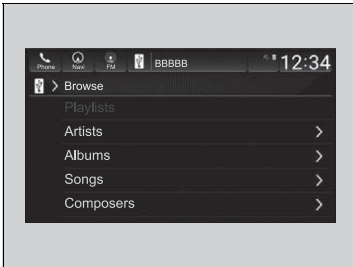 Phone Navi FM BBBBB 12:34
Browse
Playlists
Artists
Albums
Songs
Composers